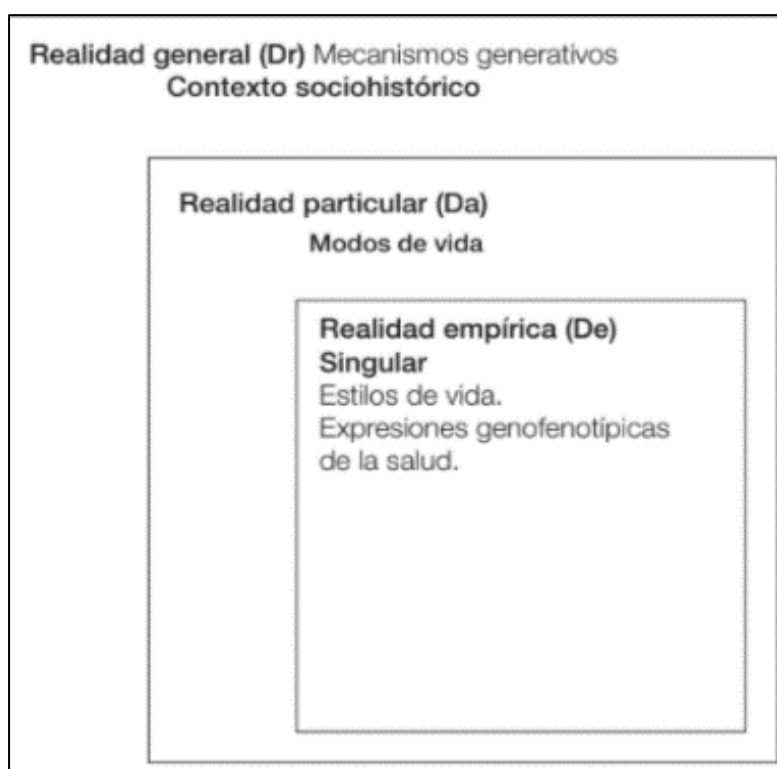 Realidad general (Dr) Mecanismos generativos
Contexto sociohistórico
Realidad particular (Da)
Modos de vida
Realidad empírica (De)
Singular
Estilos de vida.
Expresiones genofenotípicas
de la salud.